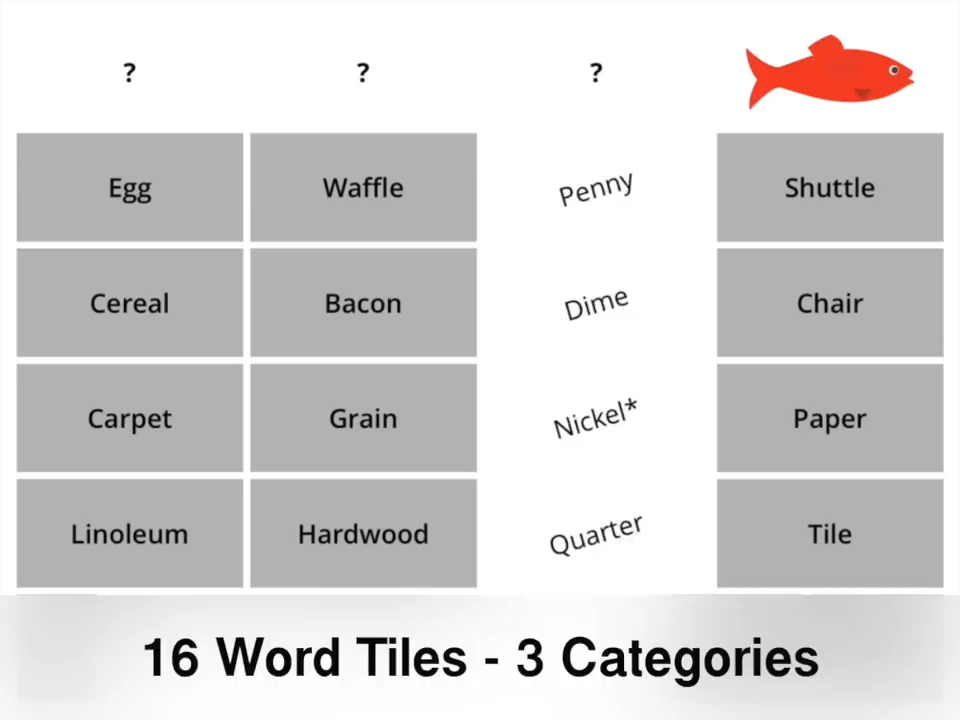 ? ? ?
Egg Waffle Penny Shuttle
Cereal Bacon Dime Chair
Carpet Grain Nickel* Paper
Linoleum Hardwood Quarter Tile
16 Word Tiles - 3 Categories